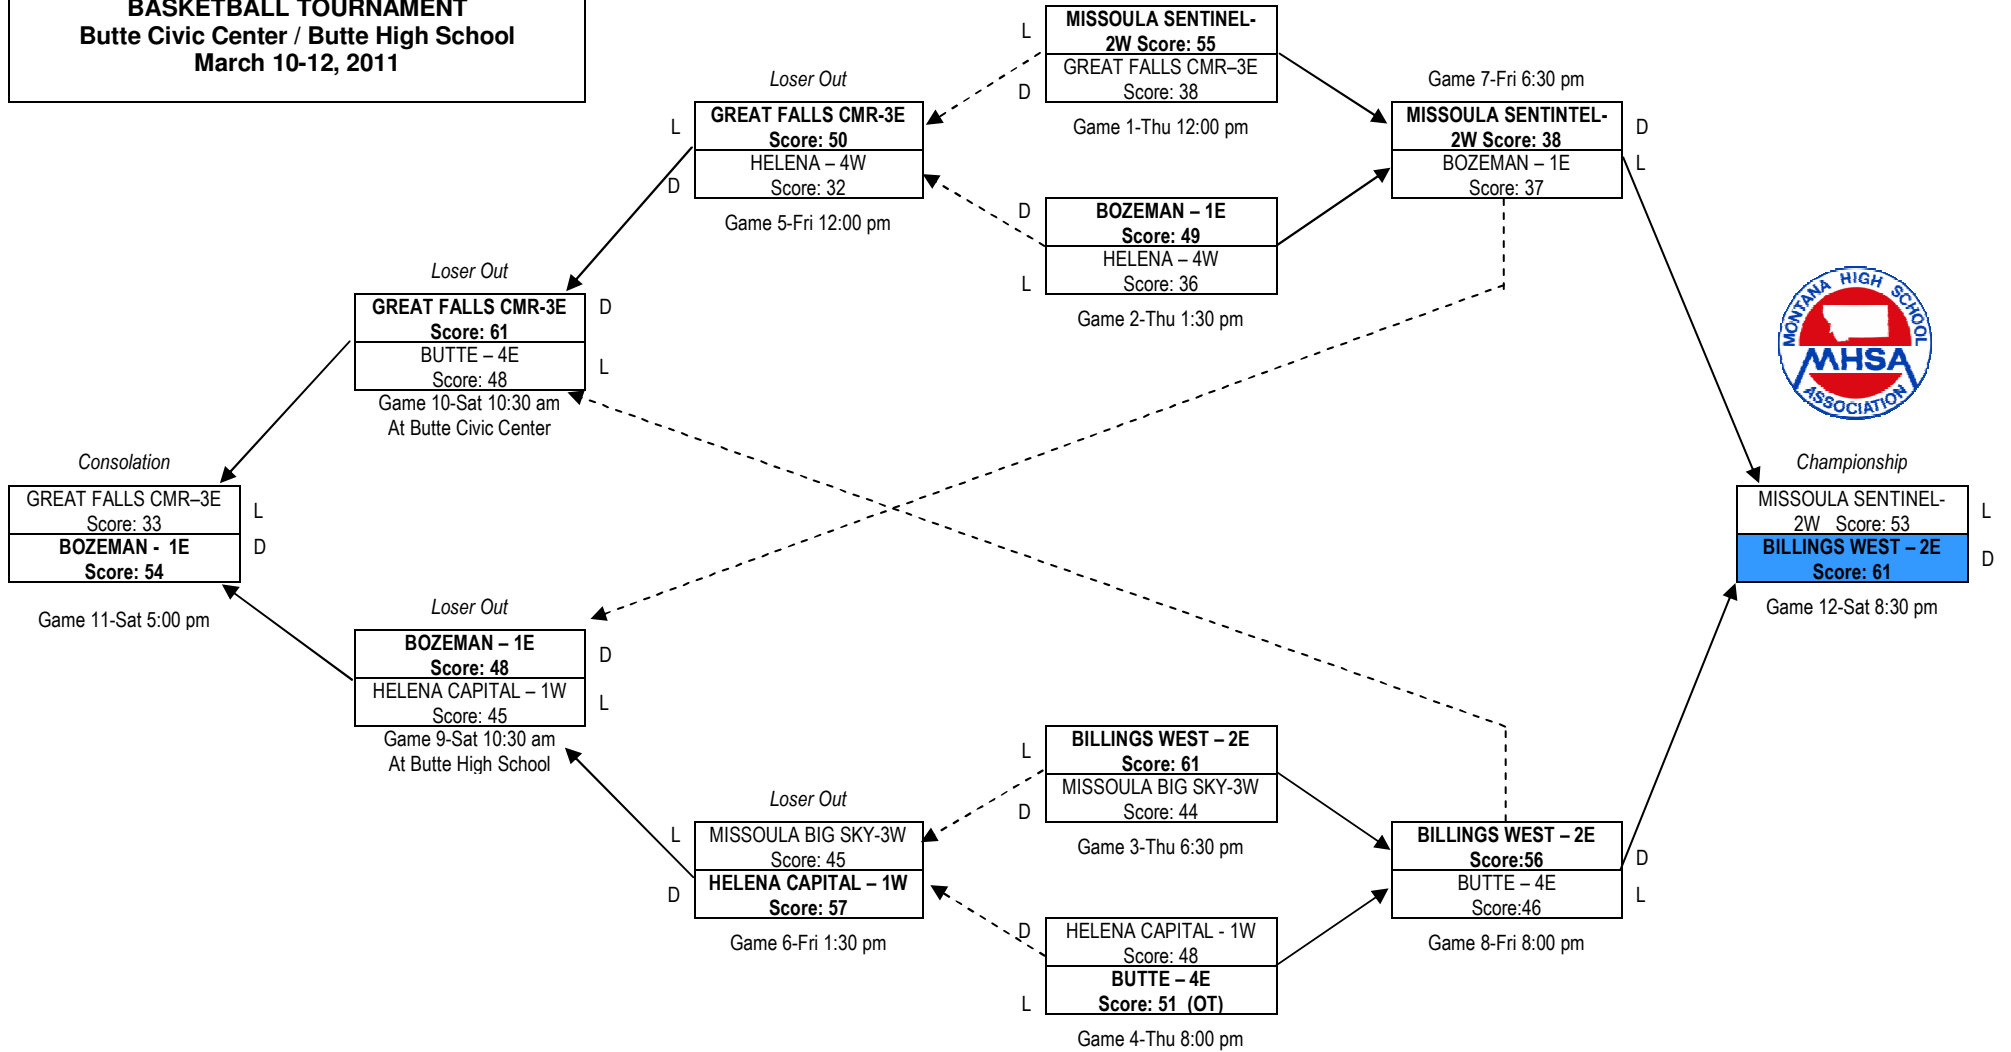 BASKETBALL TOURNAMENT
Butte Civic Center / Butte High School
March 10-12, 2011
L
MISSOULA SENTINEL-
2W Score: 55
GREAT FALLS CMR–3E
Score: 38
D
Game 1-Thu 12:00 pm
Loser Out
L
GREAT FALLS CMR-3E
Score: 50
HELENA – 4W
Score: 32
D
Game 5-Fri 12:00 pm
Game 7-Fri 6:30 pm
MISSOULA SENTINTEL-
2W Score: 38
D
BOZEMAN – 1E
Score: 37
L
D
BOZEMAN – 1E
Score: 49
HELENA – 4W
Score: 36
L
Game 2-Thu 1:30 pm
Loser Out
GREAT FALLS CMR-3E
Score: 61
D
BUTTE – 4E
Score: 48
L
Game 10-Sat 10:30 am
At Butte Civic Center
MONTANA HIGH SCHOOL
MHSA
ASSOCIATION
Consolation
GREAT FALLS CMR–3E
Score: 33
L
BOZEMAN - 1E
Score: 54
D
Game 11-Sat 5:00 pm
Championship
MISSOULA SENTINEL-
2W Score: 53
L
BILLINGS WEST – 2E
Score: 61
D
Game 12-Sat 8:30 pm
Loser Out
BOZEMAN – 1E
Score: 48
D
HELENA CAPITAL – 1W
Score: 45
L
Game 9-Sat 10:30 am
At Butte High School
L
BILLINGS WEST – 2E
Score: 61
MISSOULA BIG SKY-3W
Score: 44
D
Game 3-Thu 6:30 pm
Loser Out
L
MISSOULA BIG SKY-3W
Score: 45
HELENA CAPITAL – 1W
Score: 57
D
Game 6-Fri 1:30 pm
BILLINGS WEST – 2E
Score:56
D
BUTTE – 4E
Score:46
L
Game 8-Fri 8:00 pm
D
HELENA CAPITAL - 1W
Score: 48
BUTTE – 4E
Score: 51 (OT)
L
Game 4-Thu 8:00 pm